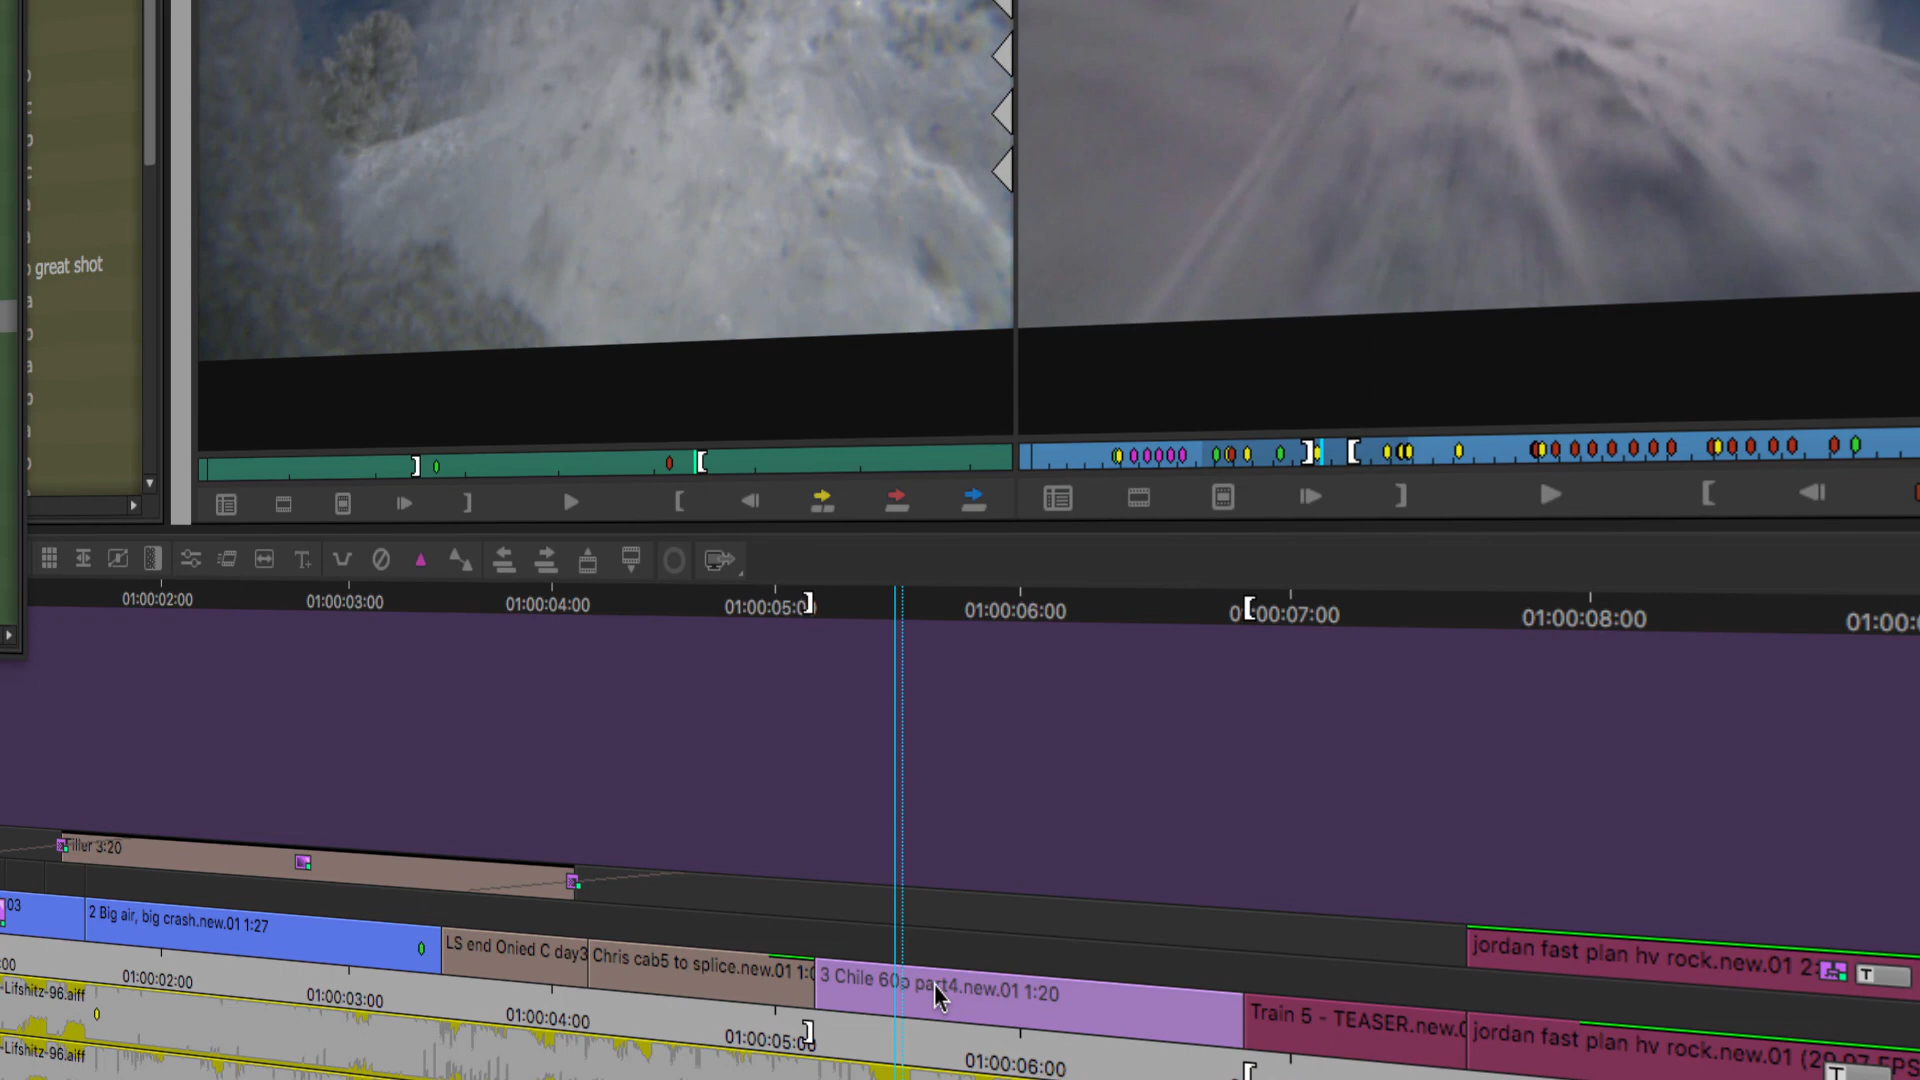 great shot
01:00:02:00
01:00:03:00
01:00:04:00
01:00:05:0
01:00:06:00
01:00:07:00
01:00:08:00
01:00:
Filler 3:20
03
2 Big air, big crash.new.01 1:27
LS end Onied C day3
Chris cab5 to splice.new.01 1:0
3 Chile 60p part4.new.01 1:20
Train 5 - TEASER.new.0
jordan fast plan hv rock.new.01 2:
T
jordan fast plan hv rock.new.01 (29.97 FPS
T
:00
01:00:02:00
01:00:03:00
01:00:04:00
01:00:05:00
01:00:06:00
-Lifshitz-96.aiff
-Lifshitz-96.aiff